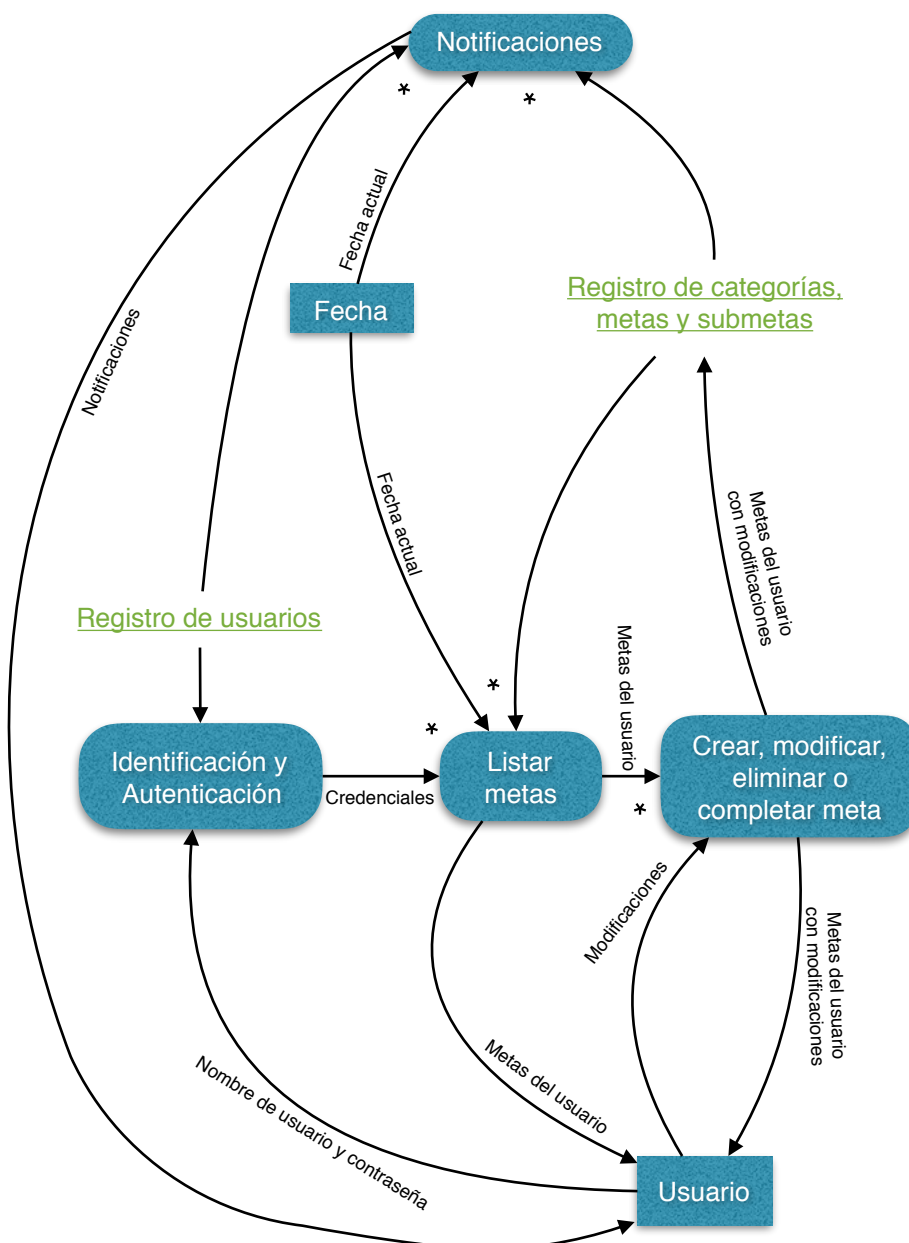 Notificaciones
*
*
Fecha actual
Notificaciones
Fecha
Registro de categorías,
metas y submetas
Fecha actual
Metas del usuario
con modificaciones
Registro de usuarios
Metas del usuario
*
*
Identificación y
Autenticación
Credenciales
Listar
metas
*
Crear, modificar,
eliminar o
completar meta
Modificaciones
Metas del usuario
con modificaciones
Metas del usuario
Nombre de usuario y contraseña
Usuario